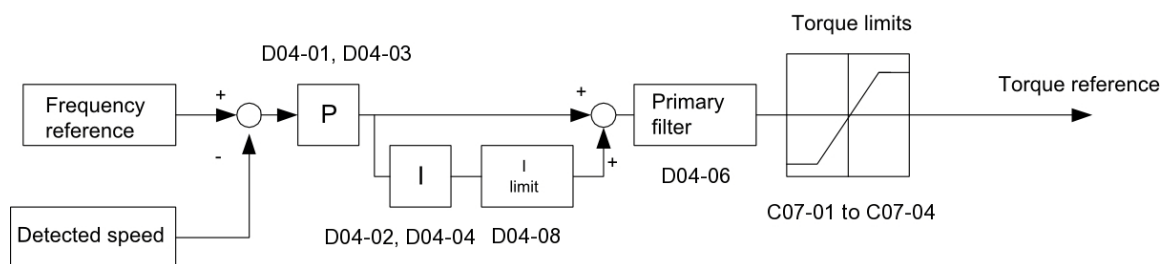 Torque limits
D04-01, D04-03
Frequency
reference
+
-
P
+
+
Primary
filter
Torque reference
I
I
limit
D04-06
C07-01 to C07-04
Detected speed
D04-02, D04-04
D04-08